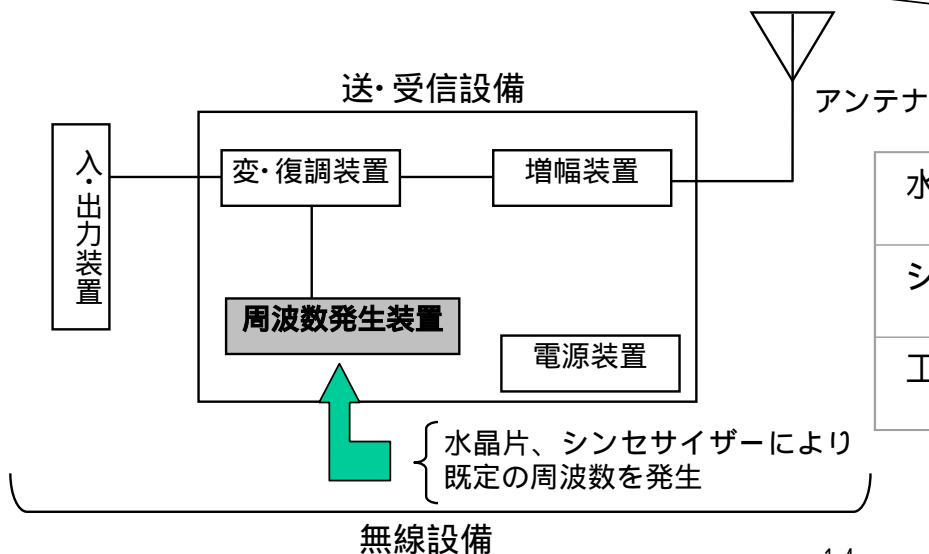 送・受信設備
アンテナ
入・出力装置
変・復調装置
増幅装置
周波数発生装置
電源装置
水晶片、シンセサイザーにより
既定の周波数を発生
無線設備
水
シ